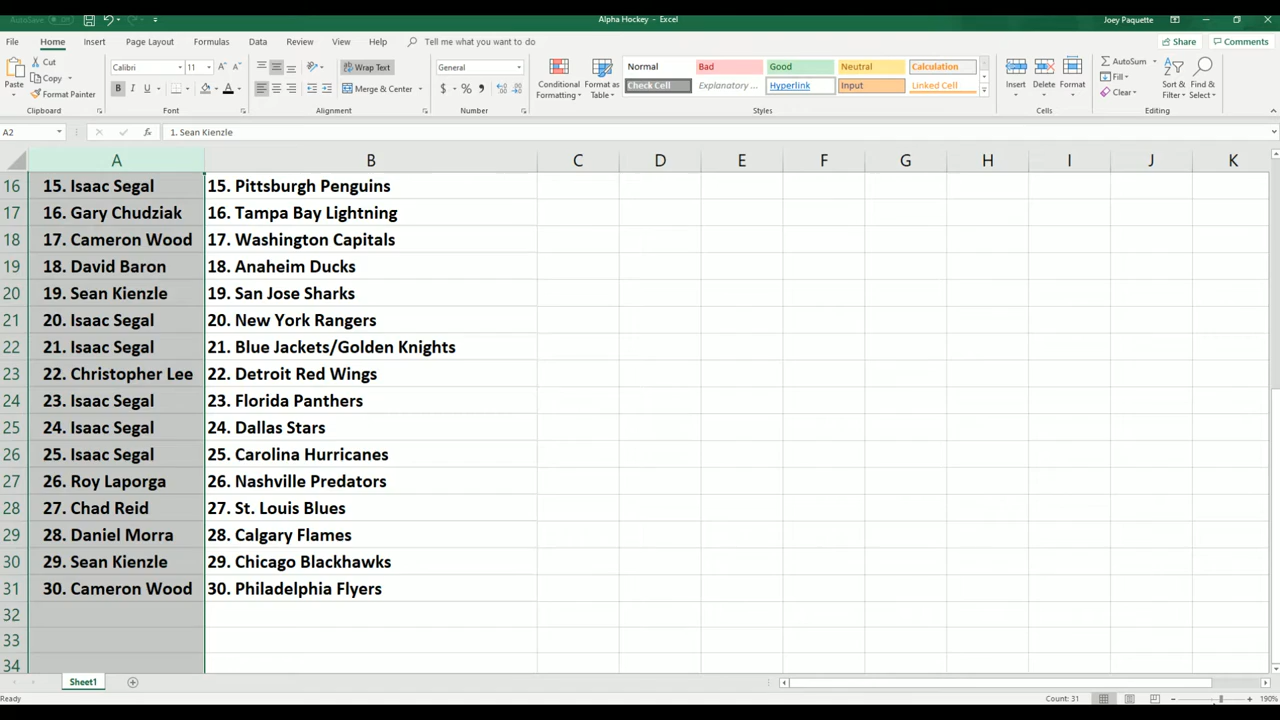 AutoSave Alpha Hockey - Excel Joey Paquette
File Home Insert Page Layout Formulas Data Review View Help Tell me what you want to do Share Comments
Paste Cut Copy Format Painter Clipboard
Calibri 11 B I U A A A Font
Wrap Text Merge & Center Alignment
General $ % , Number
Conditional Formatting Format as Table
Normal Bad Good Neutral Calculation
Check Cell Explanatory ... Hyperlink Input Linked Cell
Styles
Insert Delete Format Cells
AutoSum Fill Clear Sort & Filter Find & Select Editing
A2 fx 1. Sean Kienzle
A B C D E F G H I J K
16 15. Isaac Segal 15. Pittsburgh Penguins
17 16. Gary Chudziak 16. Tampa Bay Lightning
18 17. Cameron Wood 17. Washington Capitals
19 18. David Baron 18. Anaheim Ducks
20 19. Sean Kienzle 19. San Jose Sharks
21 20. Isaac Segal 20. New York Rangers
22 21. Isaac Segal 21. Blue Jackets/Golden Knights
23 22. Christopher Lee 22. Detroit Red Wings
24 23. Isaac Segal 23. Florida Panthers
25 24. Isaac Segal 24. Dallas Stars
26 25. Isaac Segal 25. Carolina Hurricanes
27 26. Roy Laporga 26. Nashville Predators
28 27. Chad Reid 27. St. Louis Blues
29 28. Daniel Morra 28. Calgary Flames
30 29. Sean Kienzle 29. Chicago Blackhawks
31 30. Cameron Wood 30. Philadelphia Flyers
32
33
34
Sheet1
Ready Count: 31 190%